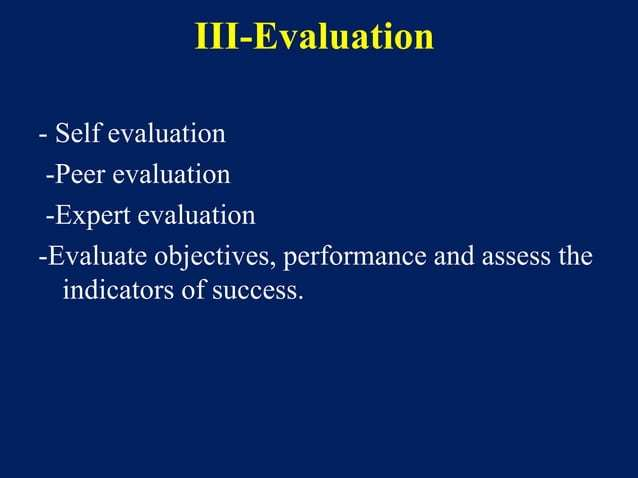 III-Evaluation
- Self evaluation
-Peer evaluation
-Expert evaluation
-Evaluate objectives, performance and assess the
indicators of success.